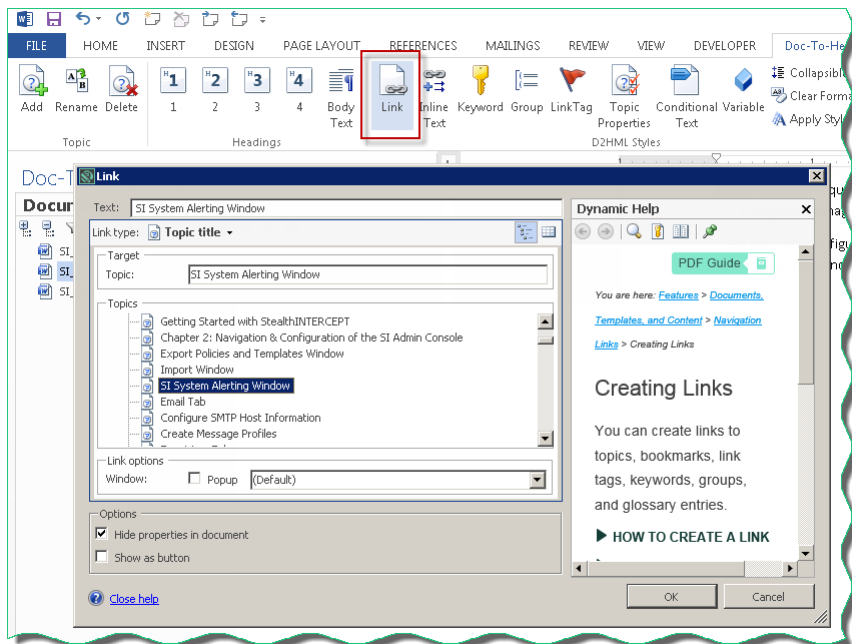 FILE HOME INSERT DESIGN PAGE LAYOUT REFERENCES MAILINGS REVIEW VIEW DEVELOPER Doc-To-He
Add Rename Delete 1 2 3 4 Body Text Link Inline Text Keyword Group LinkTag Topic Properties Conditional Text Variable
Collapsible
Clear Forma
Apply Styl
Topic Headings D2HML Styles
Doc-T
Docum
SI_
SI_
SI_
Link
Text: SI System Alerting Window
Link type: Topic title
Target
Topic: SI System Alerting Window
Topics
Getting Started with StealthINTERCEPT
Chapter 2: Navigation & Configuration of the SI Admin Console
Export Policies and Templates Window
Import Window
SI System Alerting Window
Email Tab
Configure SMTP Host Information
Create Message Profiles
Link options
Window: Popup (Default)
Options
Hide properties in document
Show as button
Close help
Dynamic Help
PDF Guide
You are here: Features > Documents,
Templates, and Content > Navigation
Links > Creating Links
Creating Links
You can create links to
topics, bookmarks, link
tags, keywords, groups,
and glossary entries.
HOW TO CREATE A LINK
OK Cancel